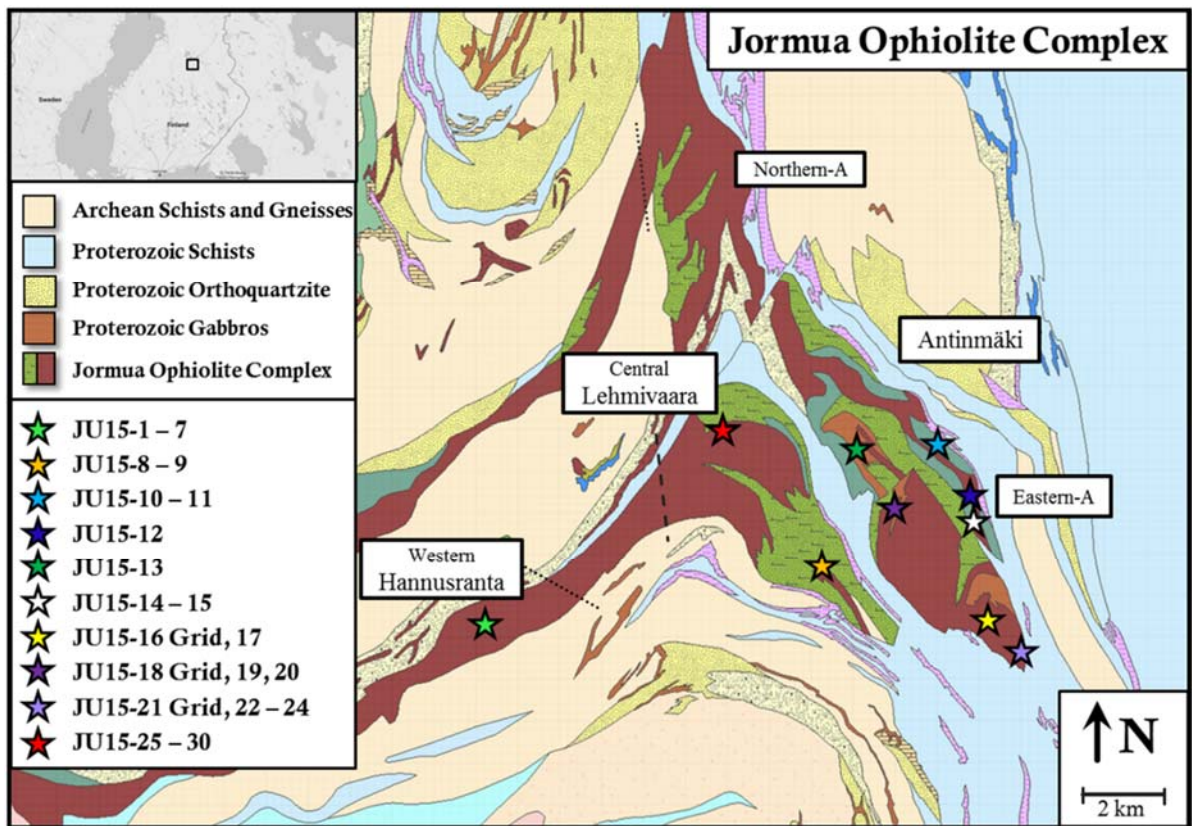 Jormua Ophiolite Complex
Sweden
Finland
Archean Schists and Gneisses
Proterozoic Schists
Proterozoic Orthoquartzite
Proterozoic Gabbros
Jormua Ophiolite Complex
JU15-1 – 7
JU15-8 – 9
JU15-10 – 11
JU15-12
JU15-13
JU15-14 – 15
JU15-16 Grid, 17
JU15-18 Grid, 19, 20
JU15-21 Grid, 22 – 24
JU15-25 – 30
Northern-A
Antinmäki
Central
Lehmivaara
Eastern-A
Western
Hannusranta
N
2 km